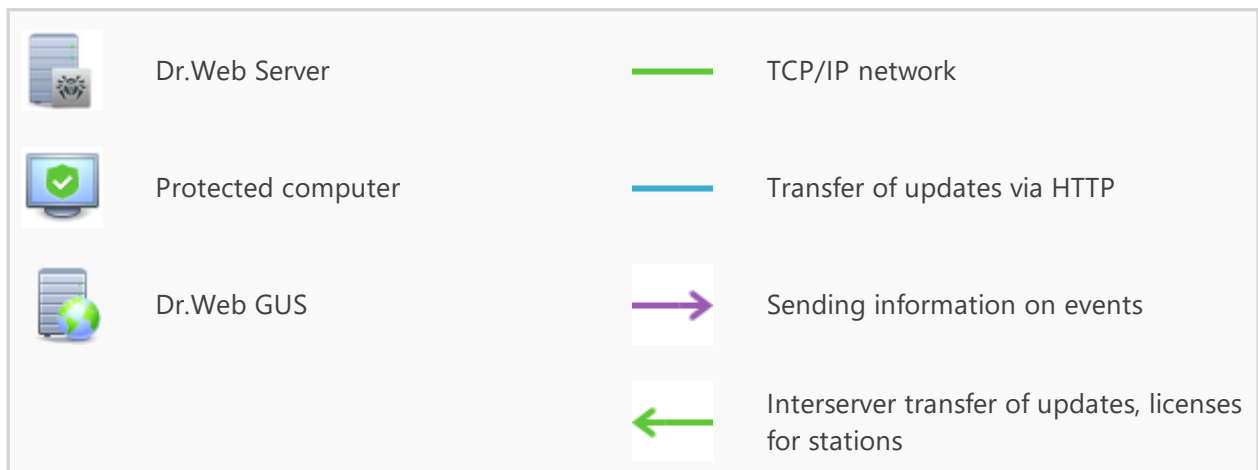 Dr.Web Server
TCP/IP network
Protected computer
Transfer of updates via HTTP
Dr.Web GUS
Sending information on events
Interserver transfer of updates, licenses
for stations